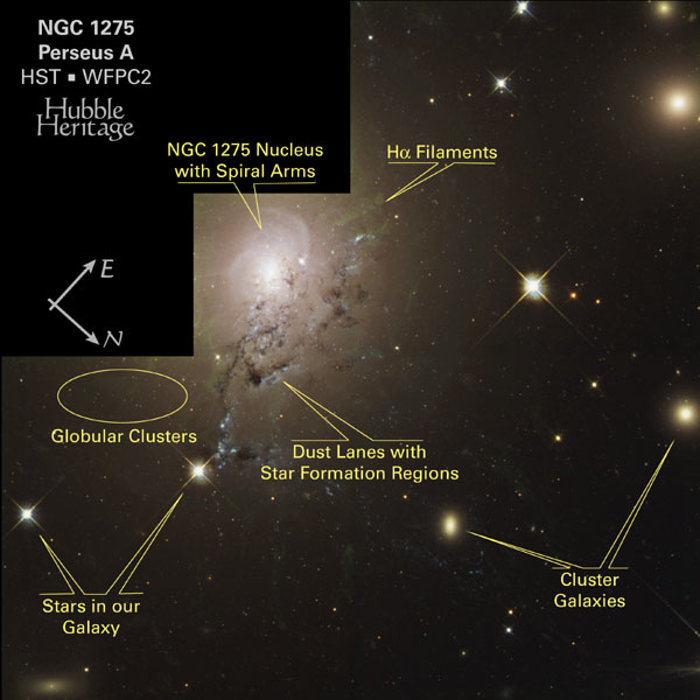 NGC 1275
Perseus A
HST ▪ WFPC2
Hubble
Heritage
NGC 1275 Nucleus
with Spiral Arms
Hα Filaments
E
N
Globular Clusters
Dust Lanes with
Star Formation Regions
Stars in our
Galaxy
Cluster
Galaxies